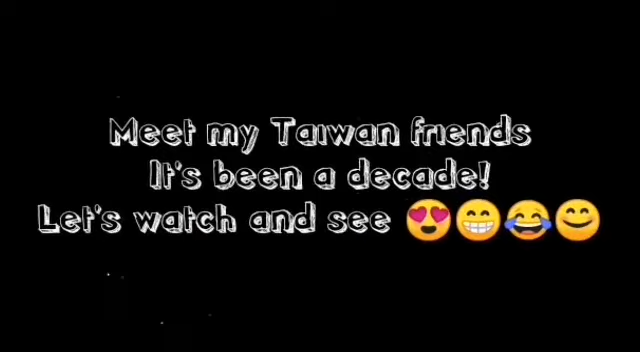 Meet my Taiwan friends
It's been a decade!
Let's watch and see 😍😁😂😊